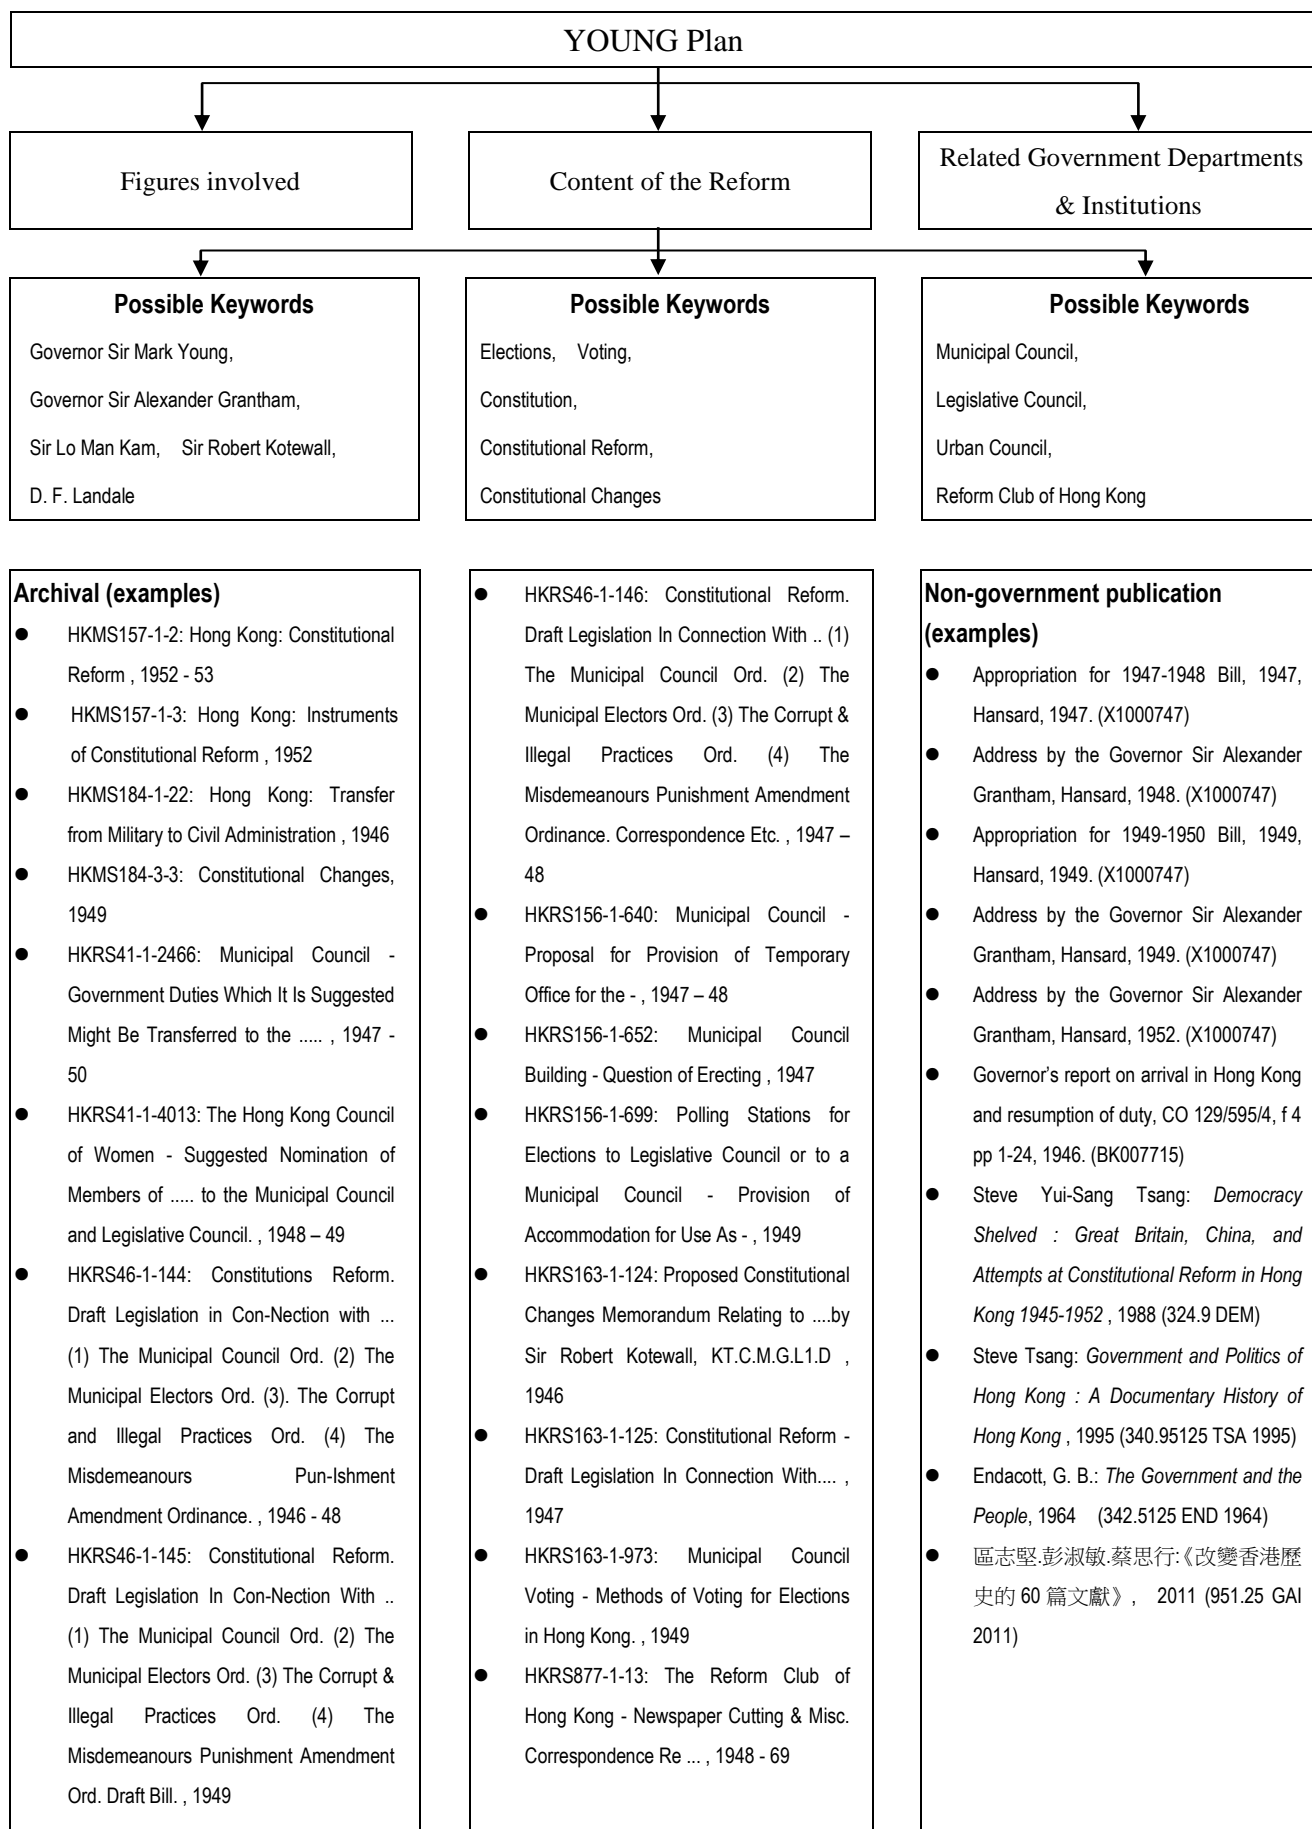 YOUNG Plan
Figures involved
Content of the Reform
Related Government Departments
& Institutions
Possible Keywords
Governor Sir Mark Young,
Governor Sir Alexander Grantham,
Sir Lo Man Kam, Sir Robert Kotewall,
D. F. Landale
Possible Keywords
Elections, Voting,
Constitution,
Constitutional Reform,
Constitutional Changes
Possible Keywords
Municipal Council,
Legislative Council,
Urban Council,
Reform Club of Hong Kong
Archival (examples)
● HKMS157-1-2: Hong Kong: Constitutional
Reform , 1952 - 53
● HKMS157-1-3: Hong Kong: Instruments
of Constitutional Reform , 1952
● HKMS184-1-22: Hong Kong: Transfer
from Military to Civil Administration , 1946
● HKMS184-3-3: Constitutional Changes,
1949
● HKRS41-1-2466: Municipal Council -
Government Duties Which It Is Suggested
Might Be Transferred to the ..... , 1947 -
50
● HKRS41-1-4013: The Hong Kong Council
of Women - Suggested Nomination of
Members of ..... to the Municipal Council
and Legislative Council. , 1948 – 49
● HKRS46-1-144: Constitutions Reform.
Draft Legislation in Con-Nection with ...
(1) The Municipal Council Ord. (2) The
Municipal Electors Ord. (3). The Corrupt
and Illegal Practices Ord. (4) The
Misdemeanours Pun-Ishment
Amendment Ordinance. , 1946 - 48
● HKRS46-1-145: Constitutional Reform.
Draft Legislation In Con-Nection With ..
(1) The Municipal Council Ord. (2) The
Municipal Electors Ord. (3) The Corrupt &
Illegal Practices Ord. (4) The
Misdemeanours Punishment Amendment
Ord. Draft Bill. , 1949
● HKRS46-1-146: Constitutional Reform.
Draft Legislation In Connection With .. (1)
The Municipal Council Ord. (2) The
Municipal Electors Ord. (3) The Corrupt &
Illegal Practices Ord. (4) The
Misdemeanours Punishment Amendment
Ordinance. Correspondence Etc. , 1947 –
48
● HKRS156-1-640: Municipal Council -
Proposal for Provision of Temporary
Office for the - , 1947 – 48
● HKRS156-1-652: Municipal Council
Building - Question of Erecting , 1947
● HKRS156-1-699: Polling Stations for
Elections to Legislative Council or to a
Municipal Council - Provision of
Accommodation for Use As - , 1949
● HKRS163-1-124: Proposed Constitutional
Changes Memorandum Relating to ....by
Sir Robert Kotewall, KT.C.M.G.L1.D ,
1946
● HKRS163-1-125: Constitutional Reform -
Draft Legislation In Connection With.... ,
1947
● HKRS163-1-973: Municipal Council
Voting - Methods of Voting for Elections
in Hong Kong. , 1949
● HKRS877-1-13: The Reform Club of
Hong Kong - Newspaper Cutting & Misc.
Correspondence Re ... , 1948 - 69
Non-government publication
(examples)
● Appropriation for 1947-1948 Bill, 1947,
Hansard, 1947. (X1000747)
● Address by the Governor Sir Alexander
Grantham, Hansard, 1948. (X1000747)
● Appropriation for 1949-1950 Bill, 1949,
Hansard, 1949. (X1000747)
● Address by the Governor Sir Alexander
Grantham, Hansard, 1949. (X1000747)
● Address by the Governor Sir Alexander
Grantham, Hansard, 1952. (X1000747)
● Governor’s report on arrival in Hong Kong
and resumption of duty, CO 129/595/4, f 4
pp 1-24, 1946. (BK007715)
● Steve Yui-Sang Tsang: Democracy
Shelved : Great Britain, China, and
Attempts at Constitutional Reform in Hong
Kong 1945-1952 , 1988 (324.9 DEM)
● Steve Tsang: Government and Politics of
Hong Kong : A Documentary History of
Hong Kong , 1995 (340.95125 TSA 1995)
● Endacott, G. B.: The Government and the
People, 1964 (342.5125 END 1964)
● 區志堅.彭淑敏.蔡思行:《改變香港歷
史的 60 篇文獻》, 2011 (951.25 GAI
2011)